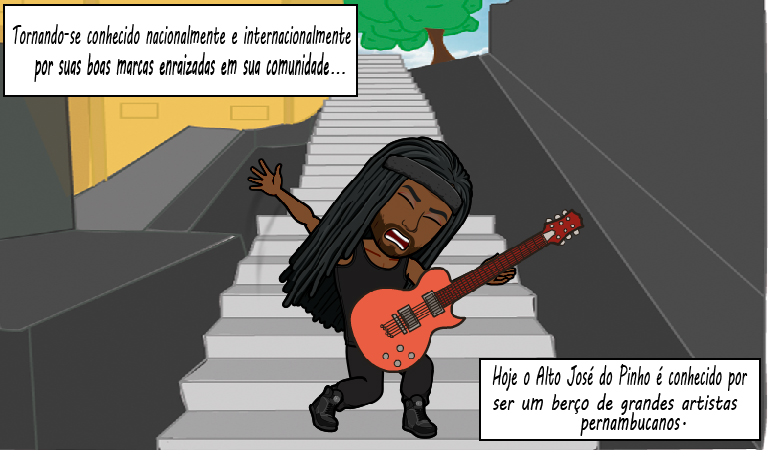 Tornando-se conhecido nacionalmente e internacionalmente
por suas boas marcas enraizadas em sua comunidade...
Hoje o Alto José do Pinho é conhecido por
ser um berço de grandes artistas
pernambucanos.